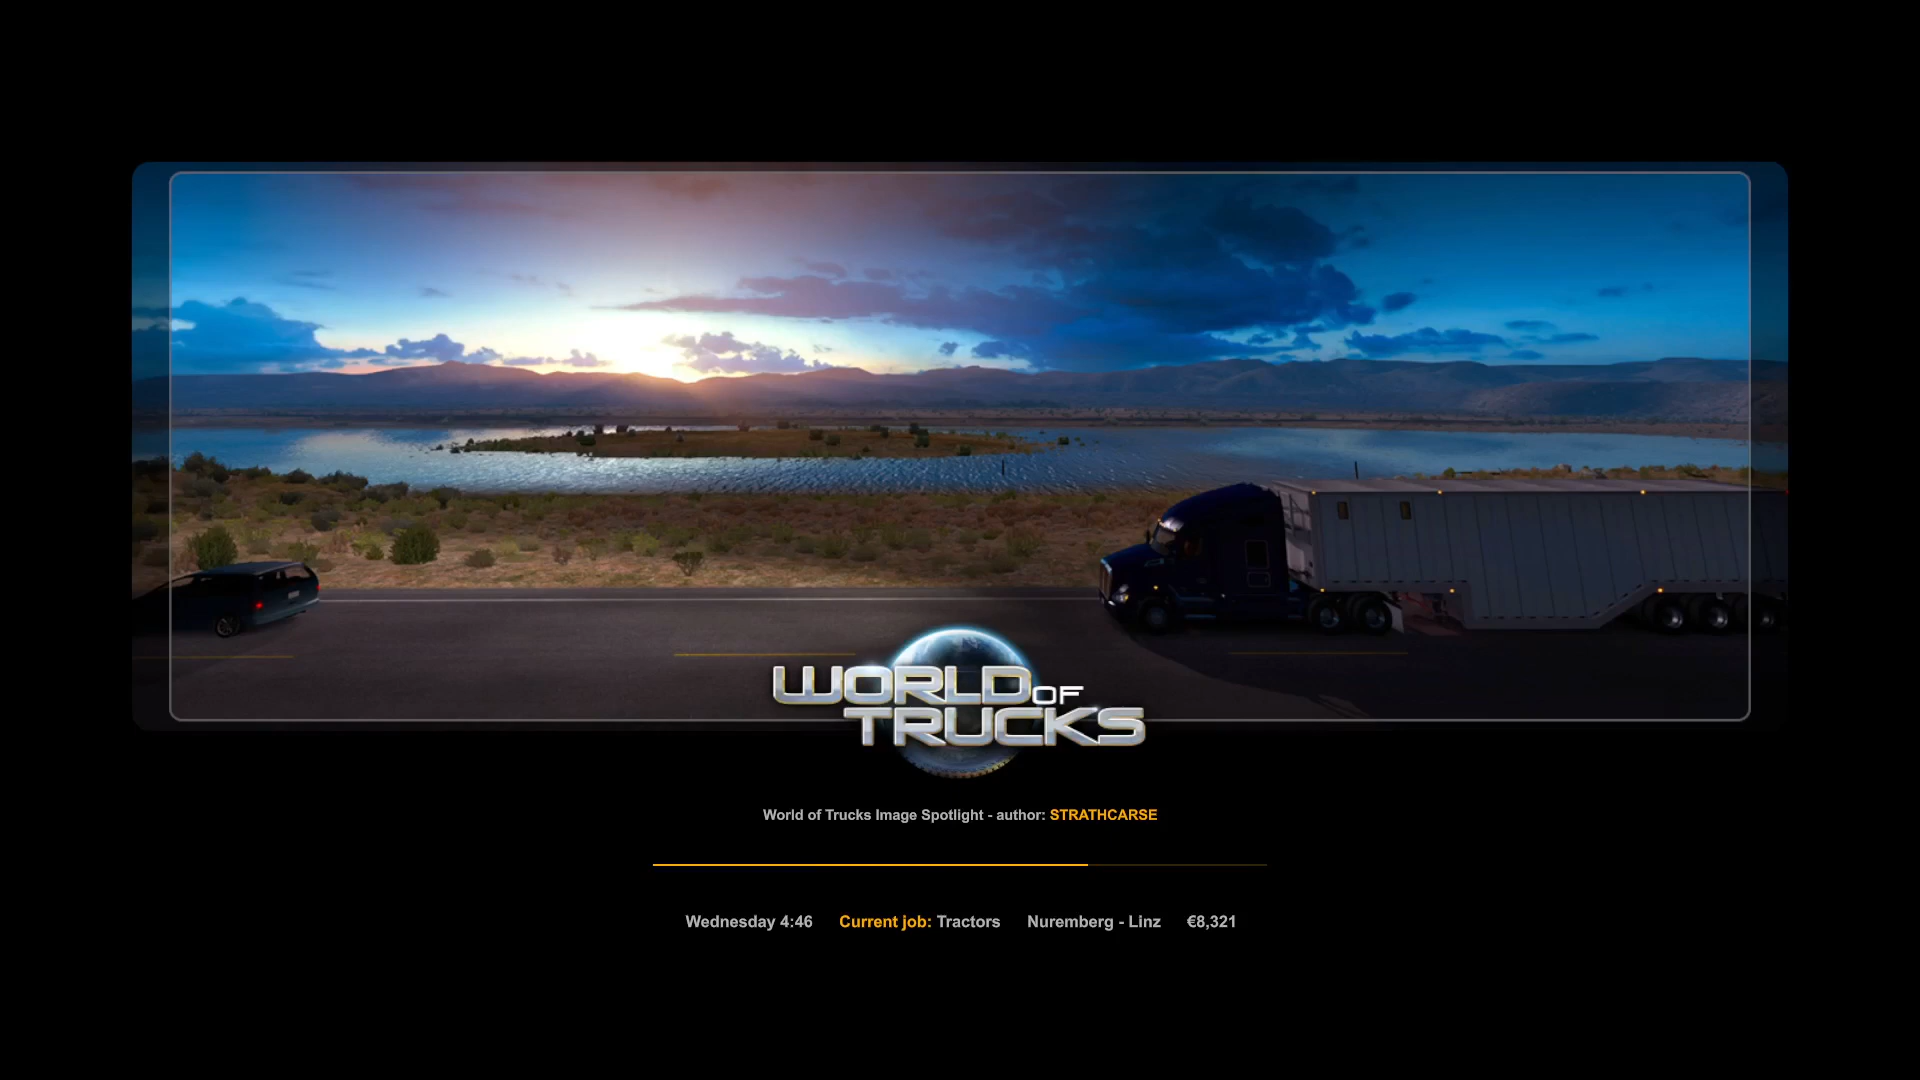 WORLD OF
TRUCKS
World of Trucks Image Spotlight - author: STRATHCARSE
Wednesday 4:46 Current job: Tractors Nuremberg - Linz €8,321